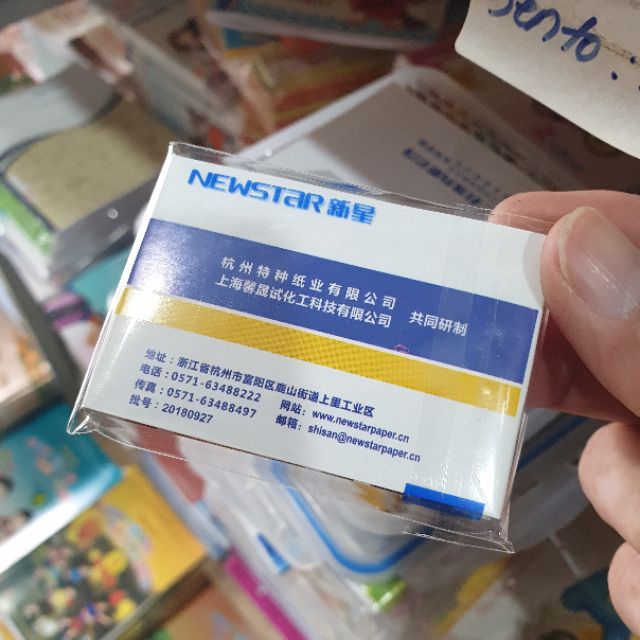 sento:
NEWSTAR 新星
杭州特种纸业有限公司
上海馨晟试化工科技有限公司
共同研制
地址：浙江省杭州市富阳区鹿山街道上里工业区
电话：0571-63488222
传真：0571-63488497
网站：www.newstarpaper.cn
批号：20180927
邮箱：shisan@newstarpaper.cn